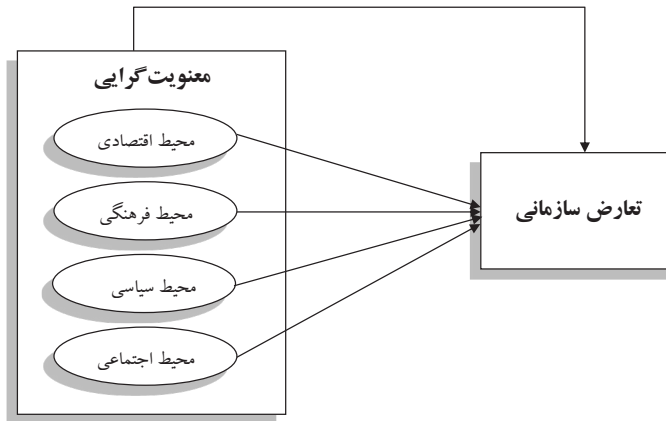 معنویت‌گرایی
محیط اقتصادی
محیط فرهنگی
محیط سیاسی
محیط اجتماعی
تعارض سازمانی